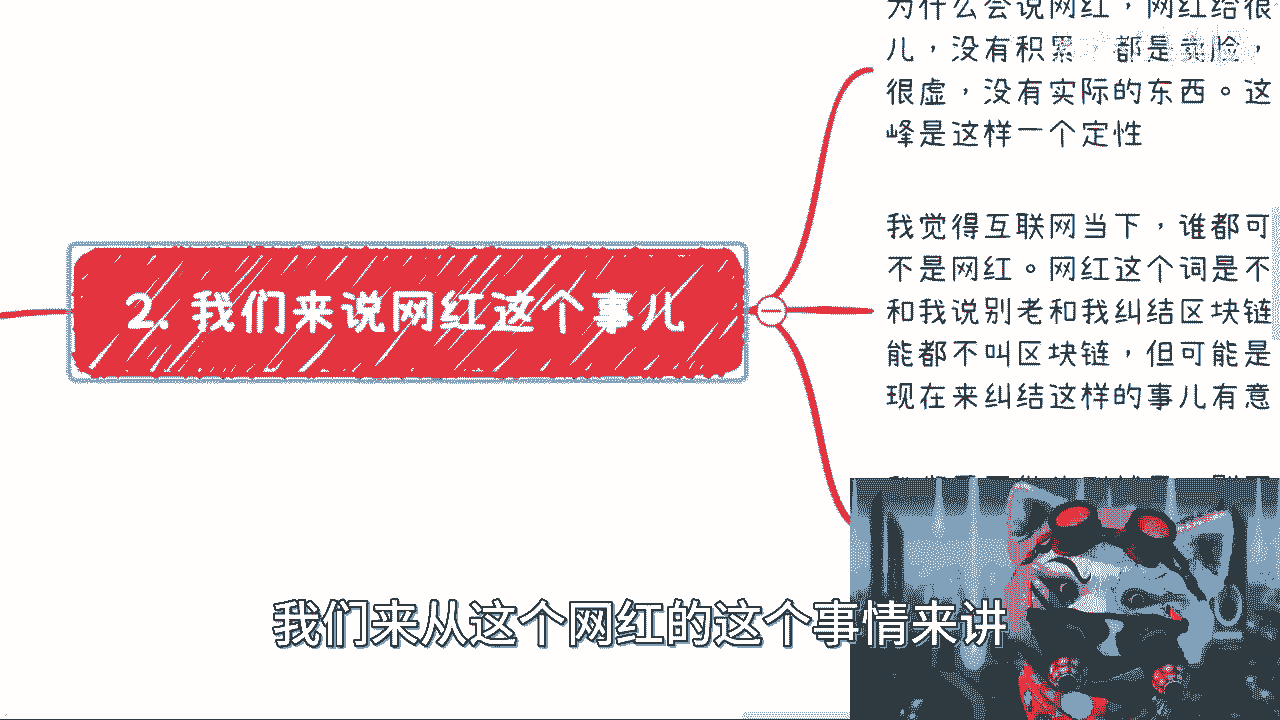 为什么会说网红，网红给很
儿，没有积累 都是卖脸，
很虚，没有实际的东西。这
峰是这样一个定性
我觉得互联网当下，谁都可
不是网红。网红这个词是不
和我说别老和我纠结区块链
能都不叫区块链，但可能是
现在来纠结这样的事儿有意
2. 我们来说网红这个事儿
我们来从这个网红的这个事情来讲